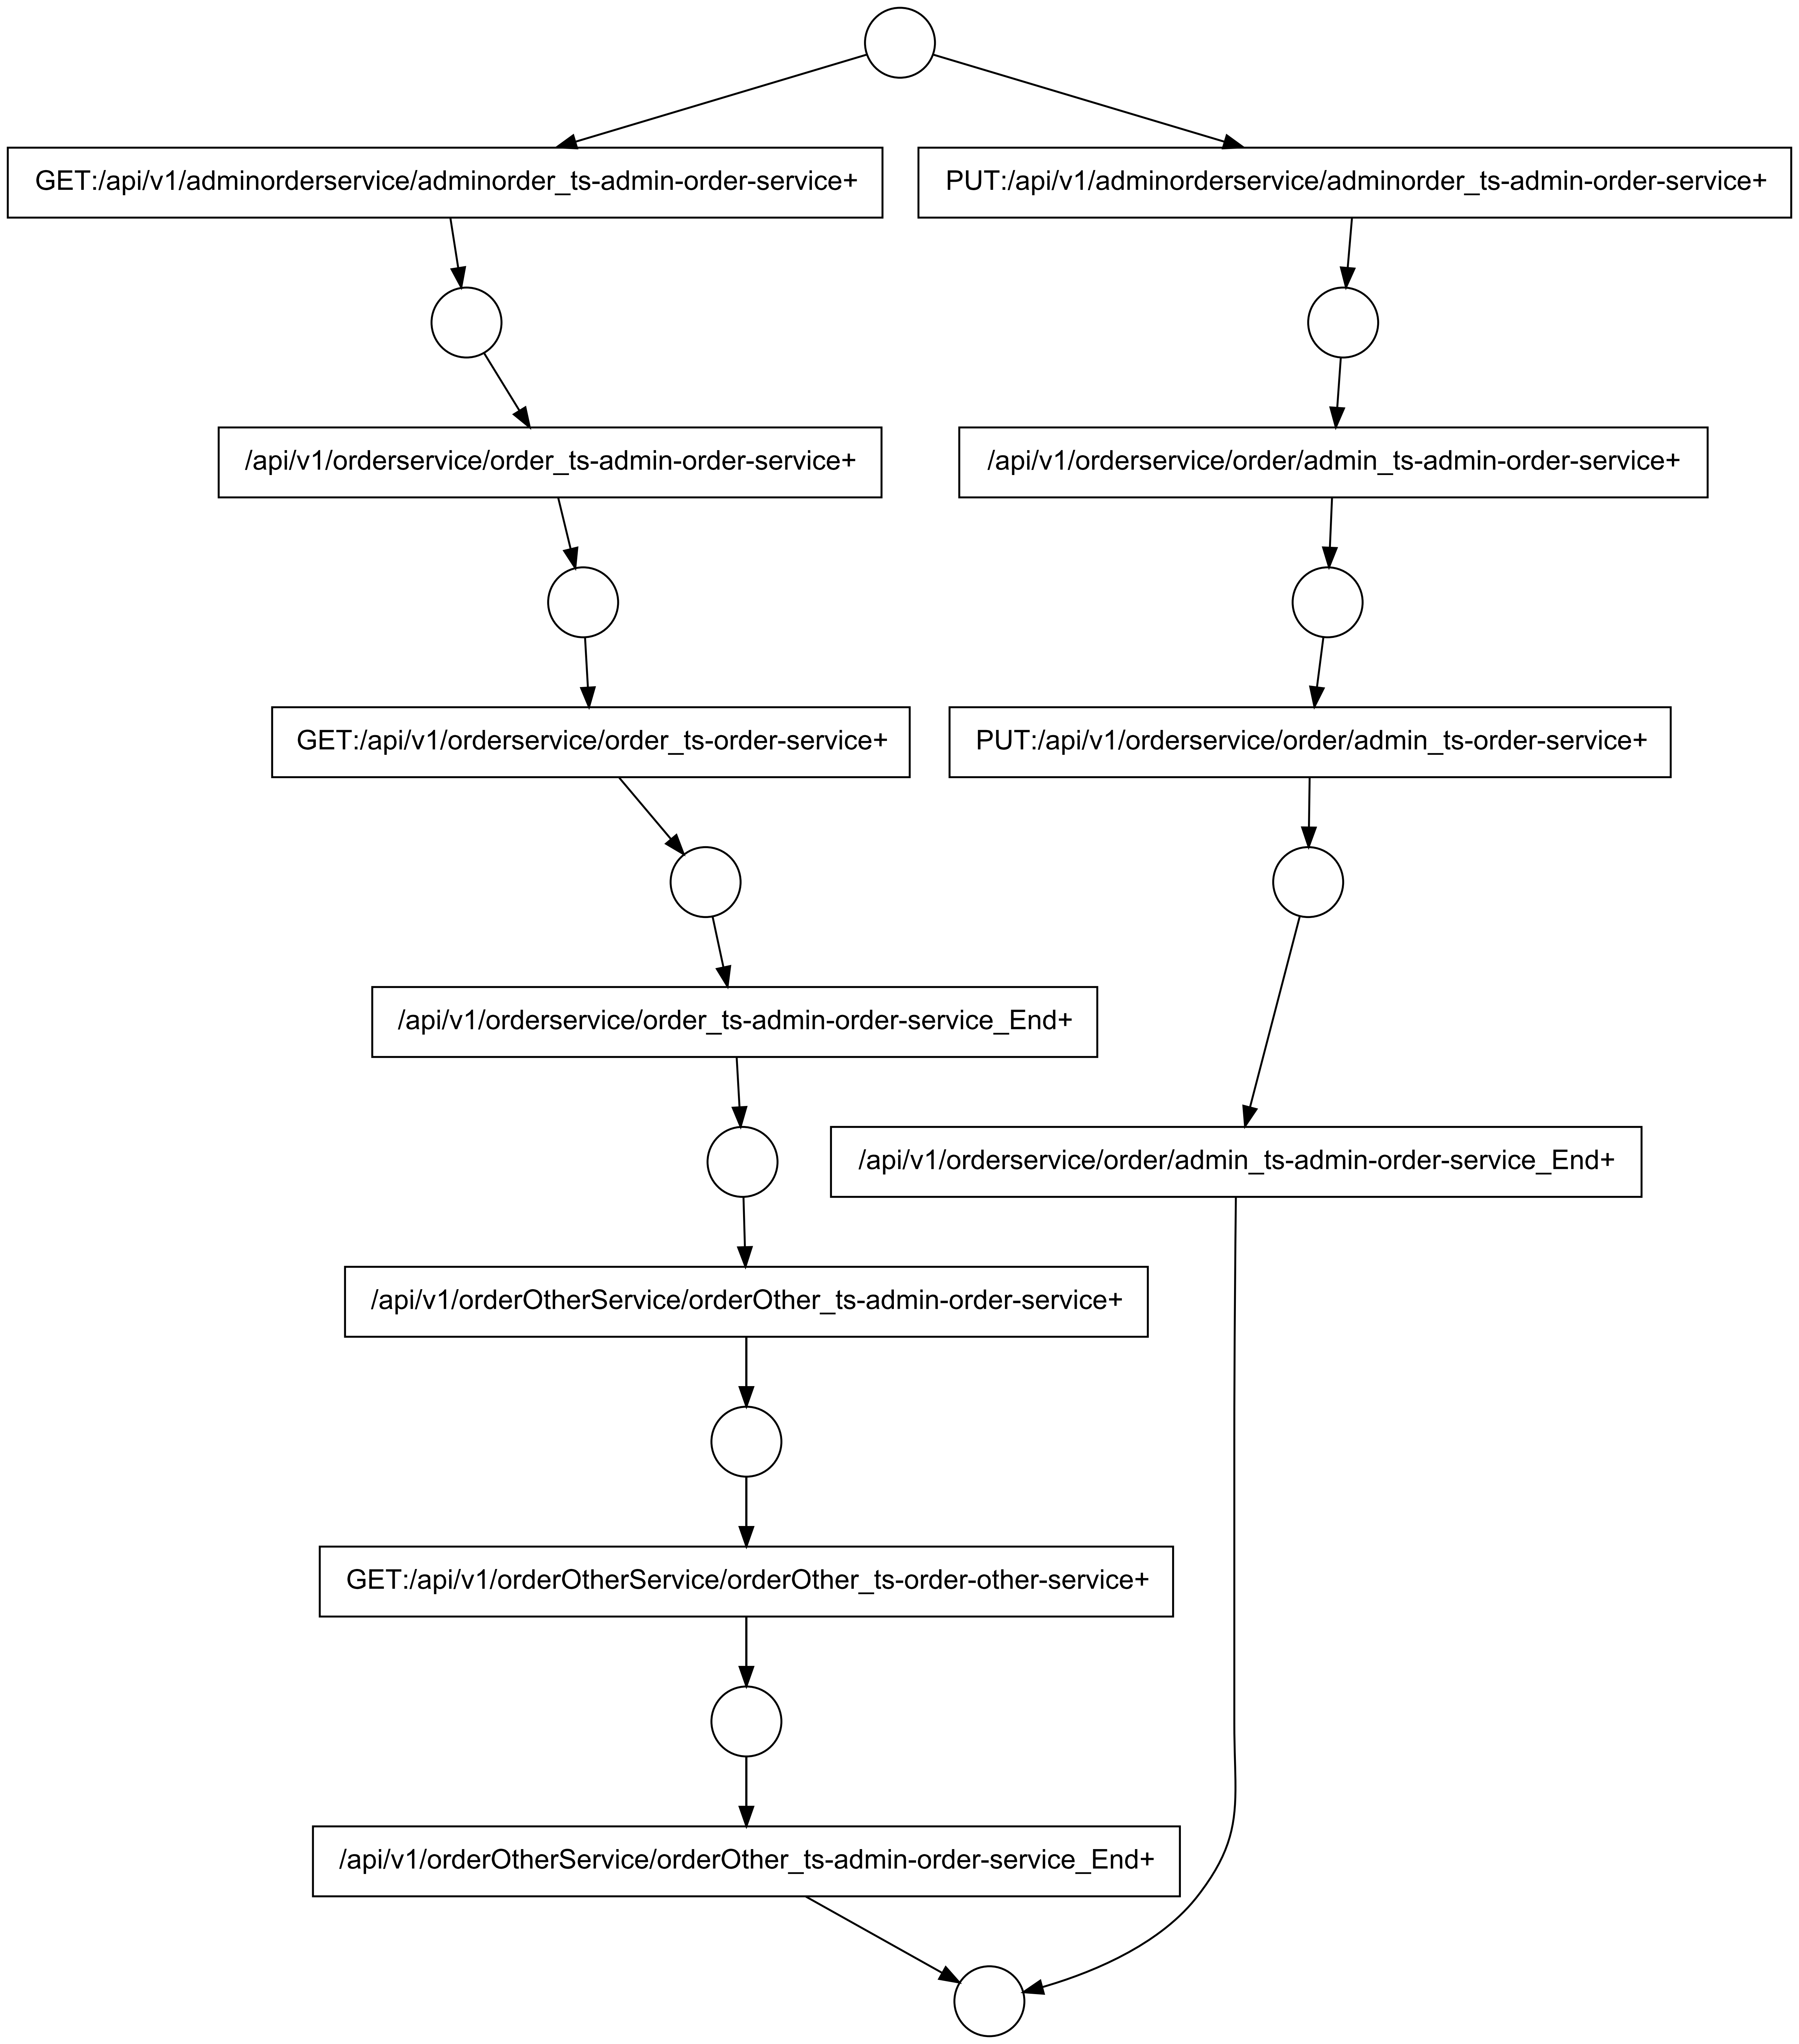 GET:/api/v1/adminorderservice/adminorder_ts-admin-order-service+
PUT:/api/v1/adminorderservice/adminorder_ts-admin-order-service+
/api/v1/orderservice/order_ts-admin-order-service+
/api/v1/orderservice/order/admin_ts-admin-order-service+
GET:/api/v1/orderservice/order_ts-order-service+
PUT:/api/v1/orderservice/order/admin_ts-order-service+
/api/v1/orderservice/order_ts-admin-order-service_End+
/api/v1/orderservice/order/admin_ts-admin-order-service_End+
/api/v1/orderOtherService/orderOther_ts-admin-order-service+
GET:/api/v1/orderOtherService/orderOther_ts-order-other-service+
/api/v1/orderOtherService/orderOther_ts-admin-order-service_End+